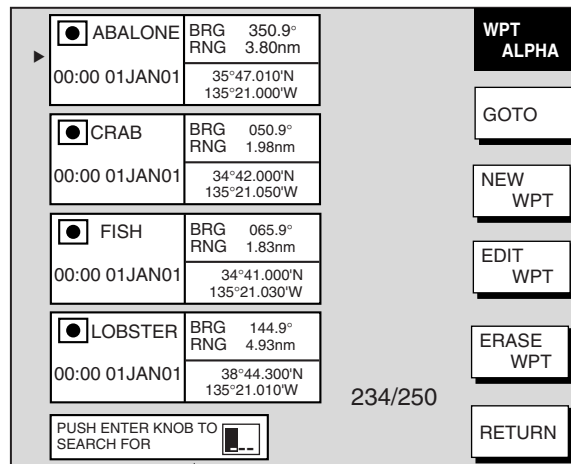 ABALONE
00:00 01JAN01
BRG 350.9°
RNG 3.80nm
35°47.010'N
135°21.000'W
CRAB
00:00 01JAN01
BRG 050.9°
RNG 1.98nm
34°42.000'N
135°21.050'W
FISH
00:00 01JAN01
BRG 065.9°
RNG 1.83nm
34°41.000'N
135°21.030'W
LOBSTER
00:00 01JAN01
BRG 144.9°
RNG 4.93nm
38°44.300'N
135°21.010'W
PUSH ENTER KNOB TO
SEARCH FOR
234/250
WPT
ALPHA
GOTO
NEW
WPT
EDIT
WPT
ERASE
WPT
RETURN